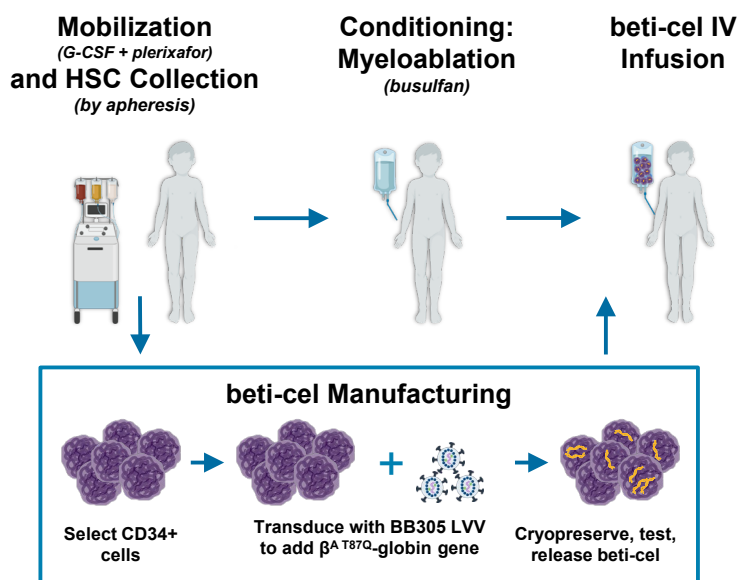 Mobilization
(G-CSF + plerixafor)
and HSC Collection
(by apheresis)
Conditioning:
Myeloablation
(busulfan)
beti-cel IV
Infusion
beti-cel Manufacturing
Select CD34+
cells
+
Transduce with BB305 LVV
to add βᴬ ᵀ⁸⁷Q-globin gene
Cryopreserve, test,
release beti-cel